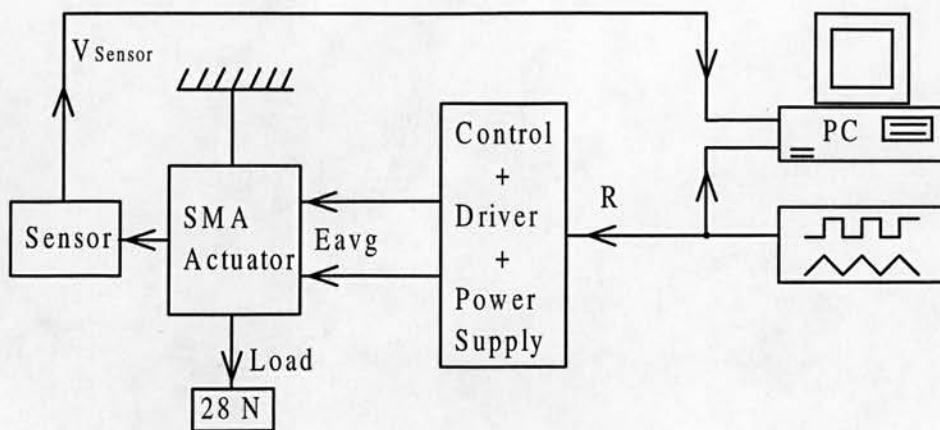 V Sensor
Control
+
Driver
+
Power
Supply
PC
R
Sensor
SMA
Actuator
Eavg
Load
28 N